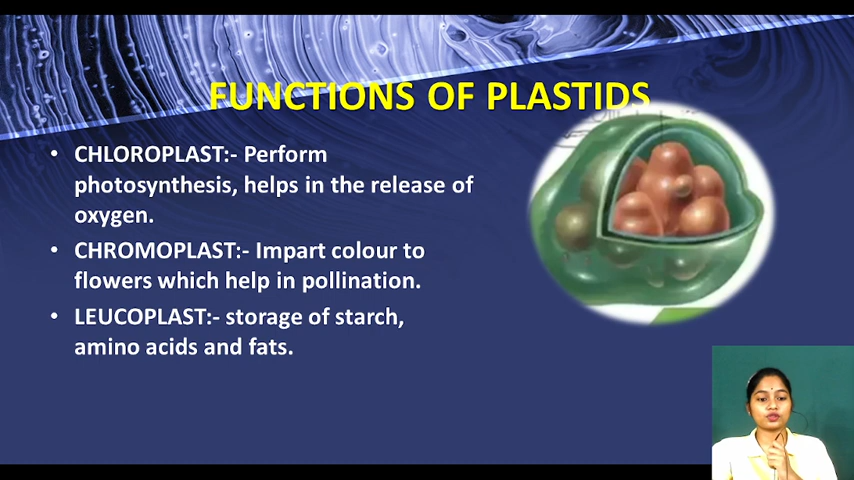 FUNCTIONS OF PLASTIDS
• CHLOROPLAST:- Perform
photosynthesis, helps in the release of
oxygen.
• CHROMOPLAST:- Impart colour to
flowers which help in pollination.
• LEUCOPLAST:- storage of starch,
amino acids and fats.